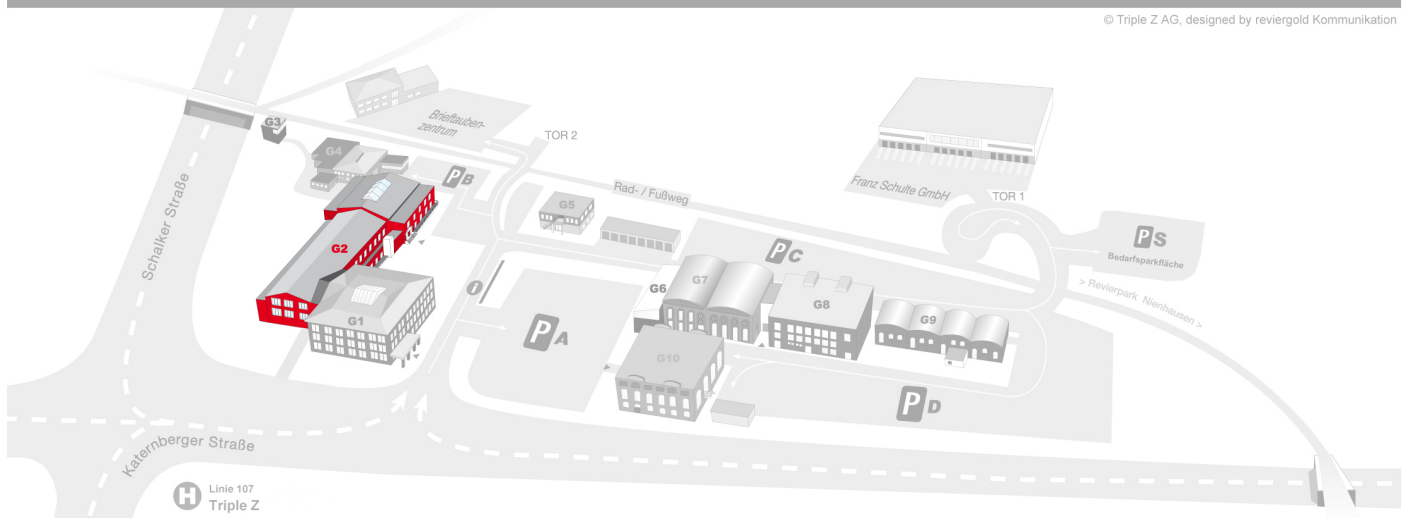 © Triple Z AG, designed by reviergold Kommunikation
Schalker Straße
G3
Brieftauben-
zentrum
TOR 2
G4
P B
G2
G1
G5
Rad- / Fußweg
Franz Schulte GmbH
TOR 1
P S
Bedarfsparkfläche
> Revierpark Nienhausen >
P C
i
P A
G6
G7
G8
G9
G10
P D
Katernberger Straße
H
Linie 107
Triple Z